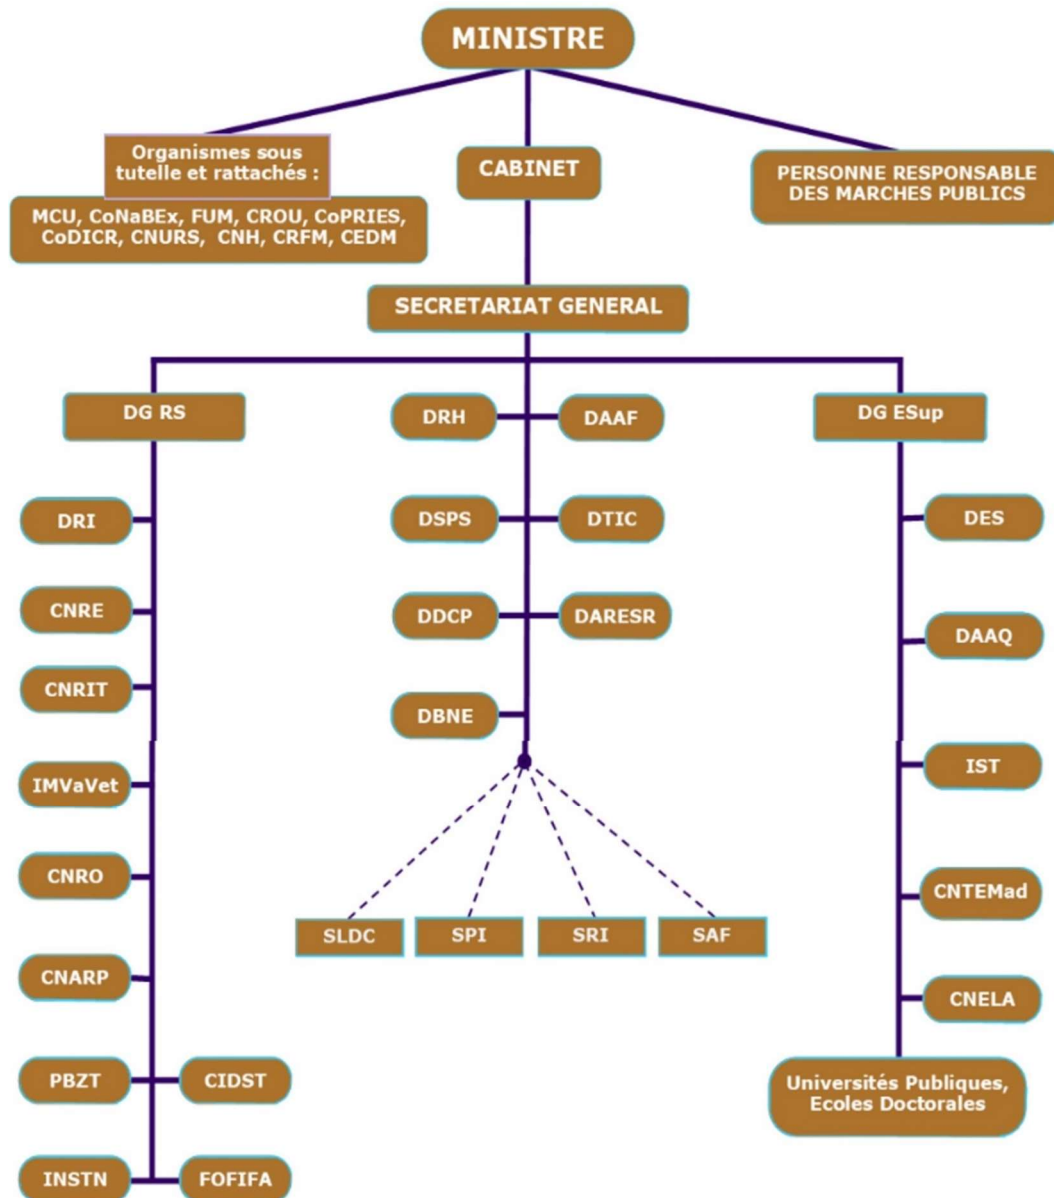 MINISTRE
Organismes sous
tutelle et rattachés :
MCU, CoNaBEx, FUM, CROU, CoPRIES,
CoDICR, CNURS, CNH, CRFM, CEDM
CABINET
PERSONNE RESPONSABLE
DES MARCHES PUBLICS
SECRETARIAT GENERAL
DG RS
DRH
DAAF
DG ESup
DRI
DSPS
DTIC
DES
CNRE
DDCP
DARESR
DAAQ
CNRIT
DBNE
IMVaVet
IST
CNRO
CNTEMad
SLDC
SPI
SRI
SAF
CNARP
CNELA
PBZT
CIDST
Universités Publiques,
Ecoles Doctorales
INSTN
FOFIFA